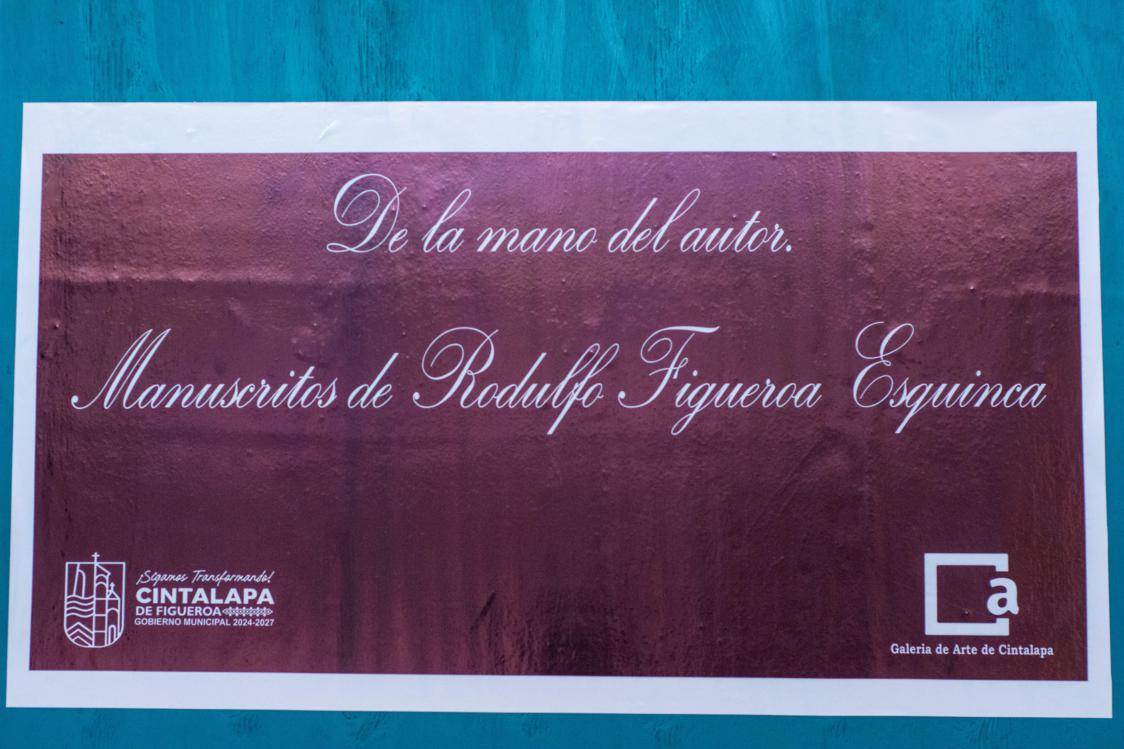 De la mano del autor.
Manuscritos de Rodulfo Figueroa Esquinca
¡Sigamos Transformando!
CINTALAPA
DE FIGUEROA
GOBIERNO MUNICIPAL 2024-2027
a
Galeria de Arte de Cintalapa